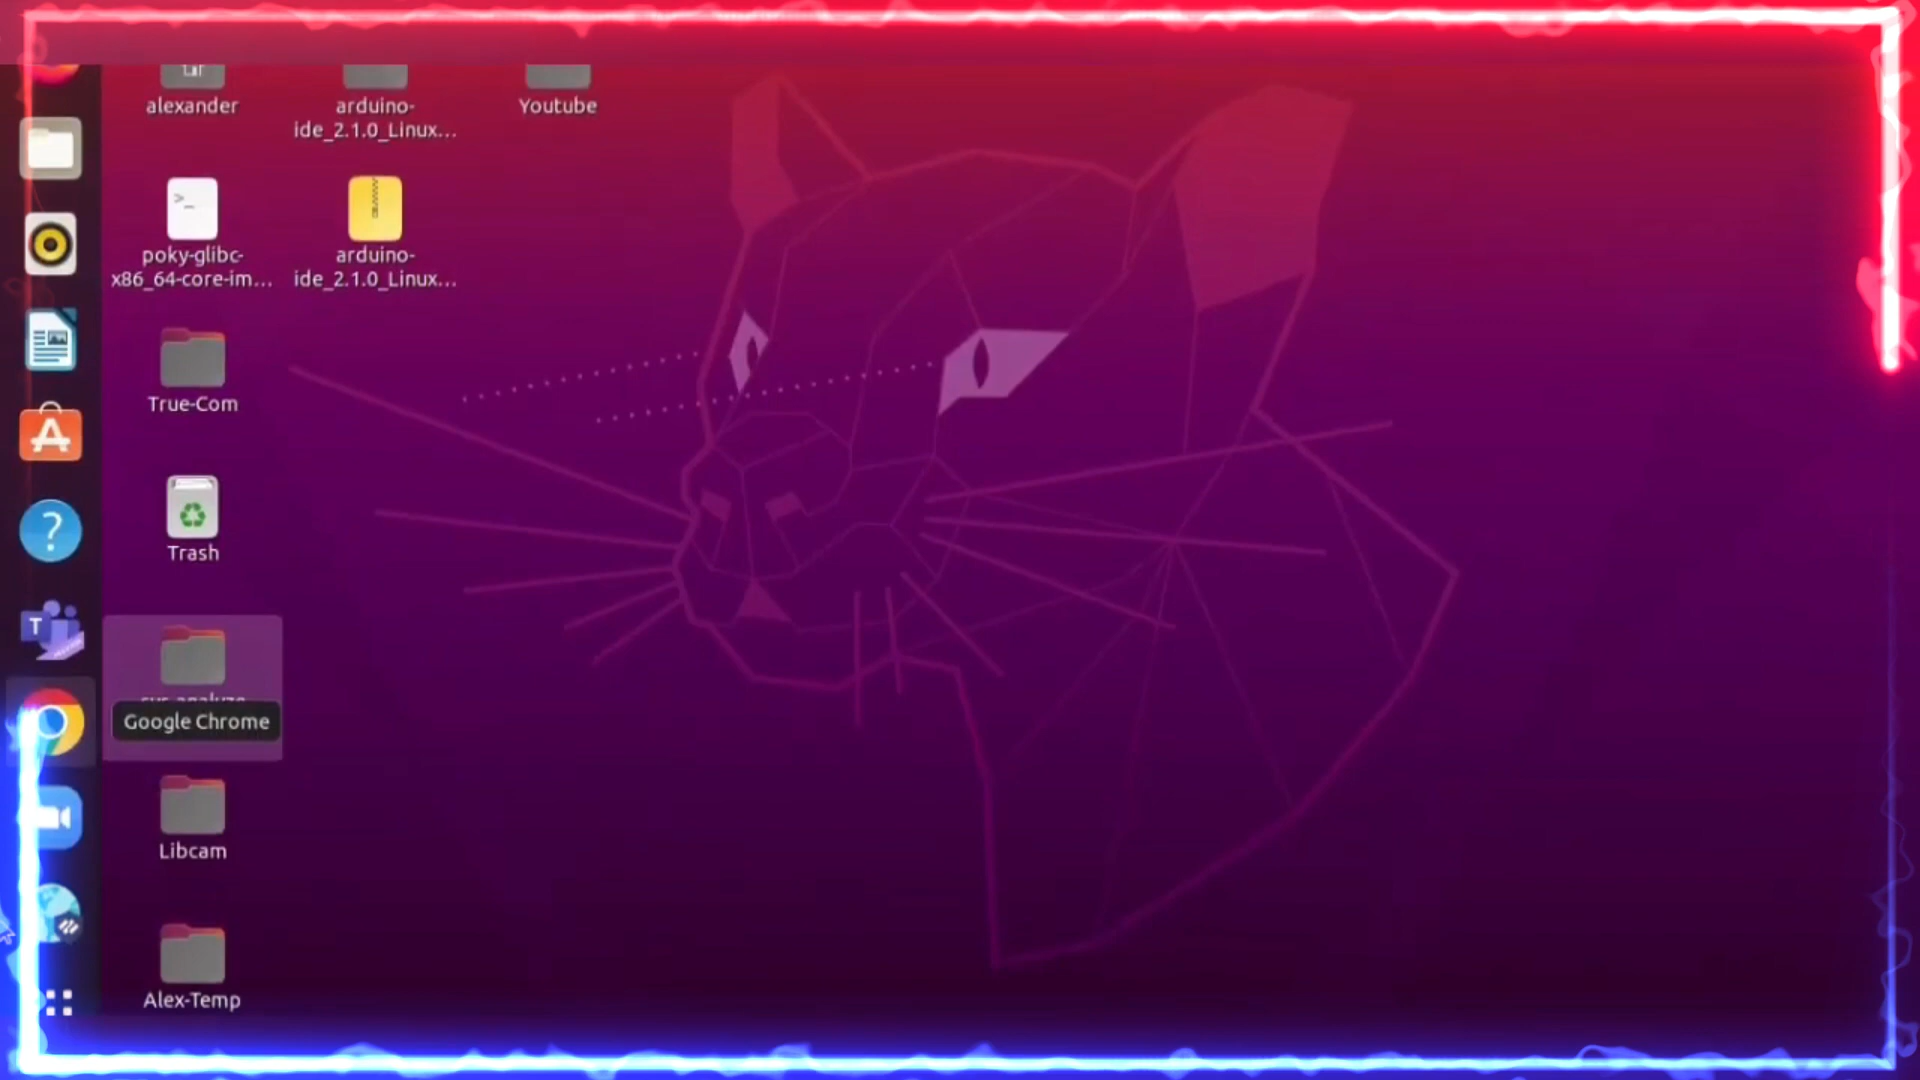 alexander
arduino-
ide_2.1.0_Linux...
Youtube
poky-glibc-
x86_64-core-im...
arduino-
ide_2.1.0_Linux...
True-Com
Trash
Google Chrome
Libcam
Alex-Temp
T